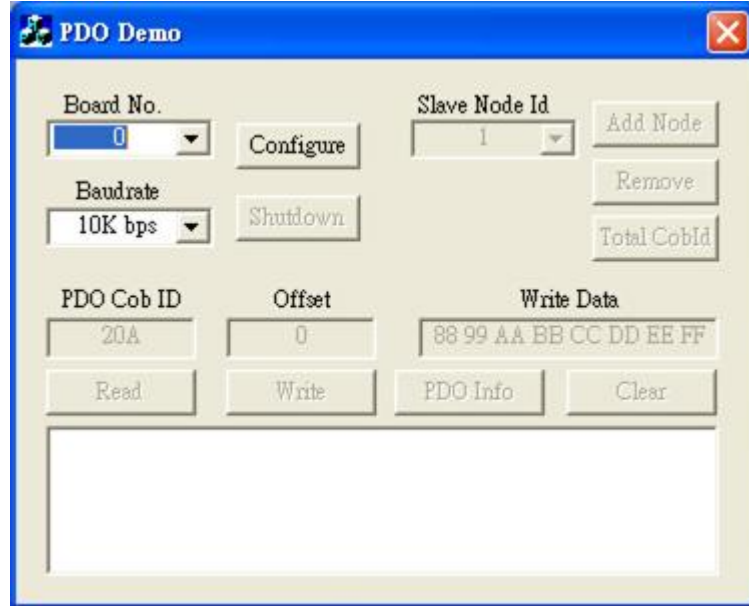 PDO Demo
Board No.
0
Configure
Slave Node Id
1
Add Node
Baudrate
10K bps
Shutdown
Remove
Total CobId
PDO Cob ID
Offset
Write Data
20A
0
88 99 AA BB CC DD EE FF
Read
Write
PDO Info
Clear